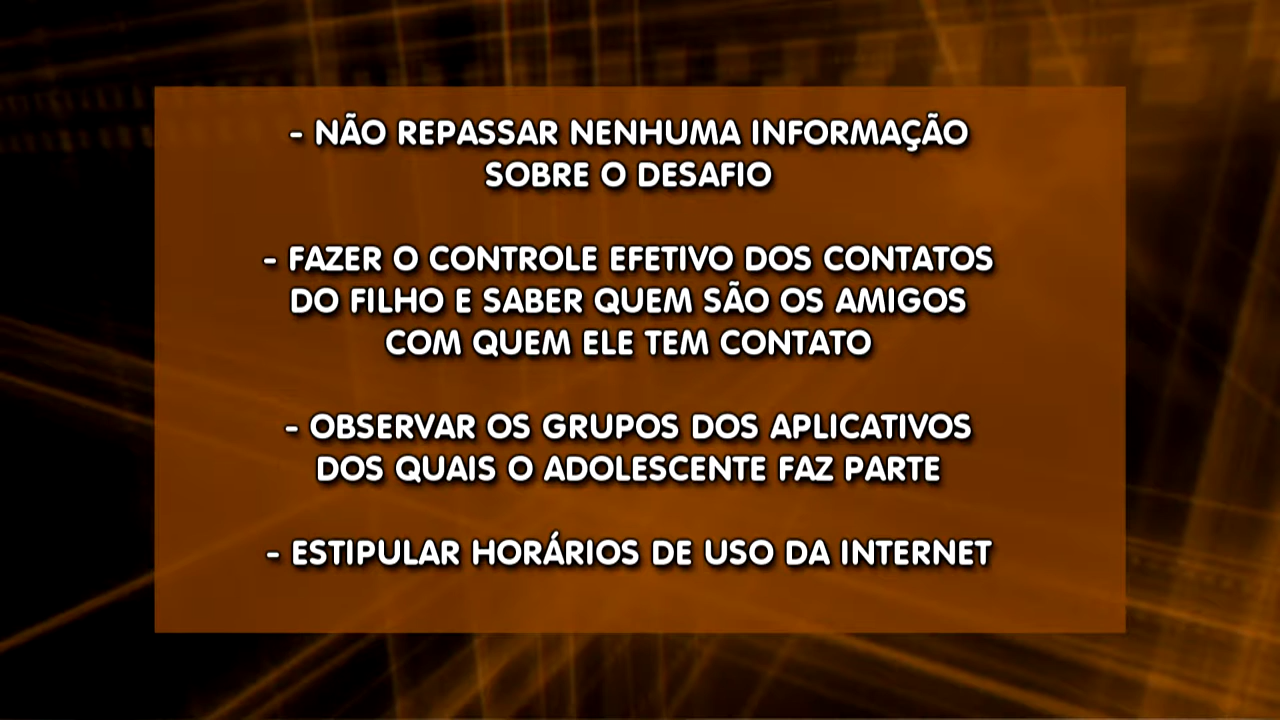 - NÃO REPASSAR NENHUMA INFORMAÇÃO
SOBRE O DESAFIO
- FAZER O CONTROLE EFETIVO DOS CONTATOS
DO FILHO E SABER QUEM SÃO OS AMIGOS
COM QUEM ELE TEM CONTATO
- OBSERVAR OS GRUPOS DOS APLICATIVOS
DOS QUAIS O ADOLESCENTE FAZ PARTE
- ESTIPULAR HORÁRIOS DE USO DA INTERNET